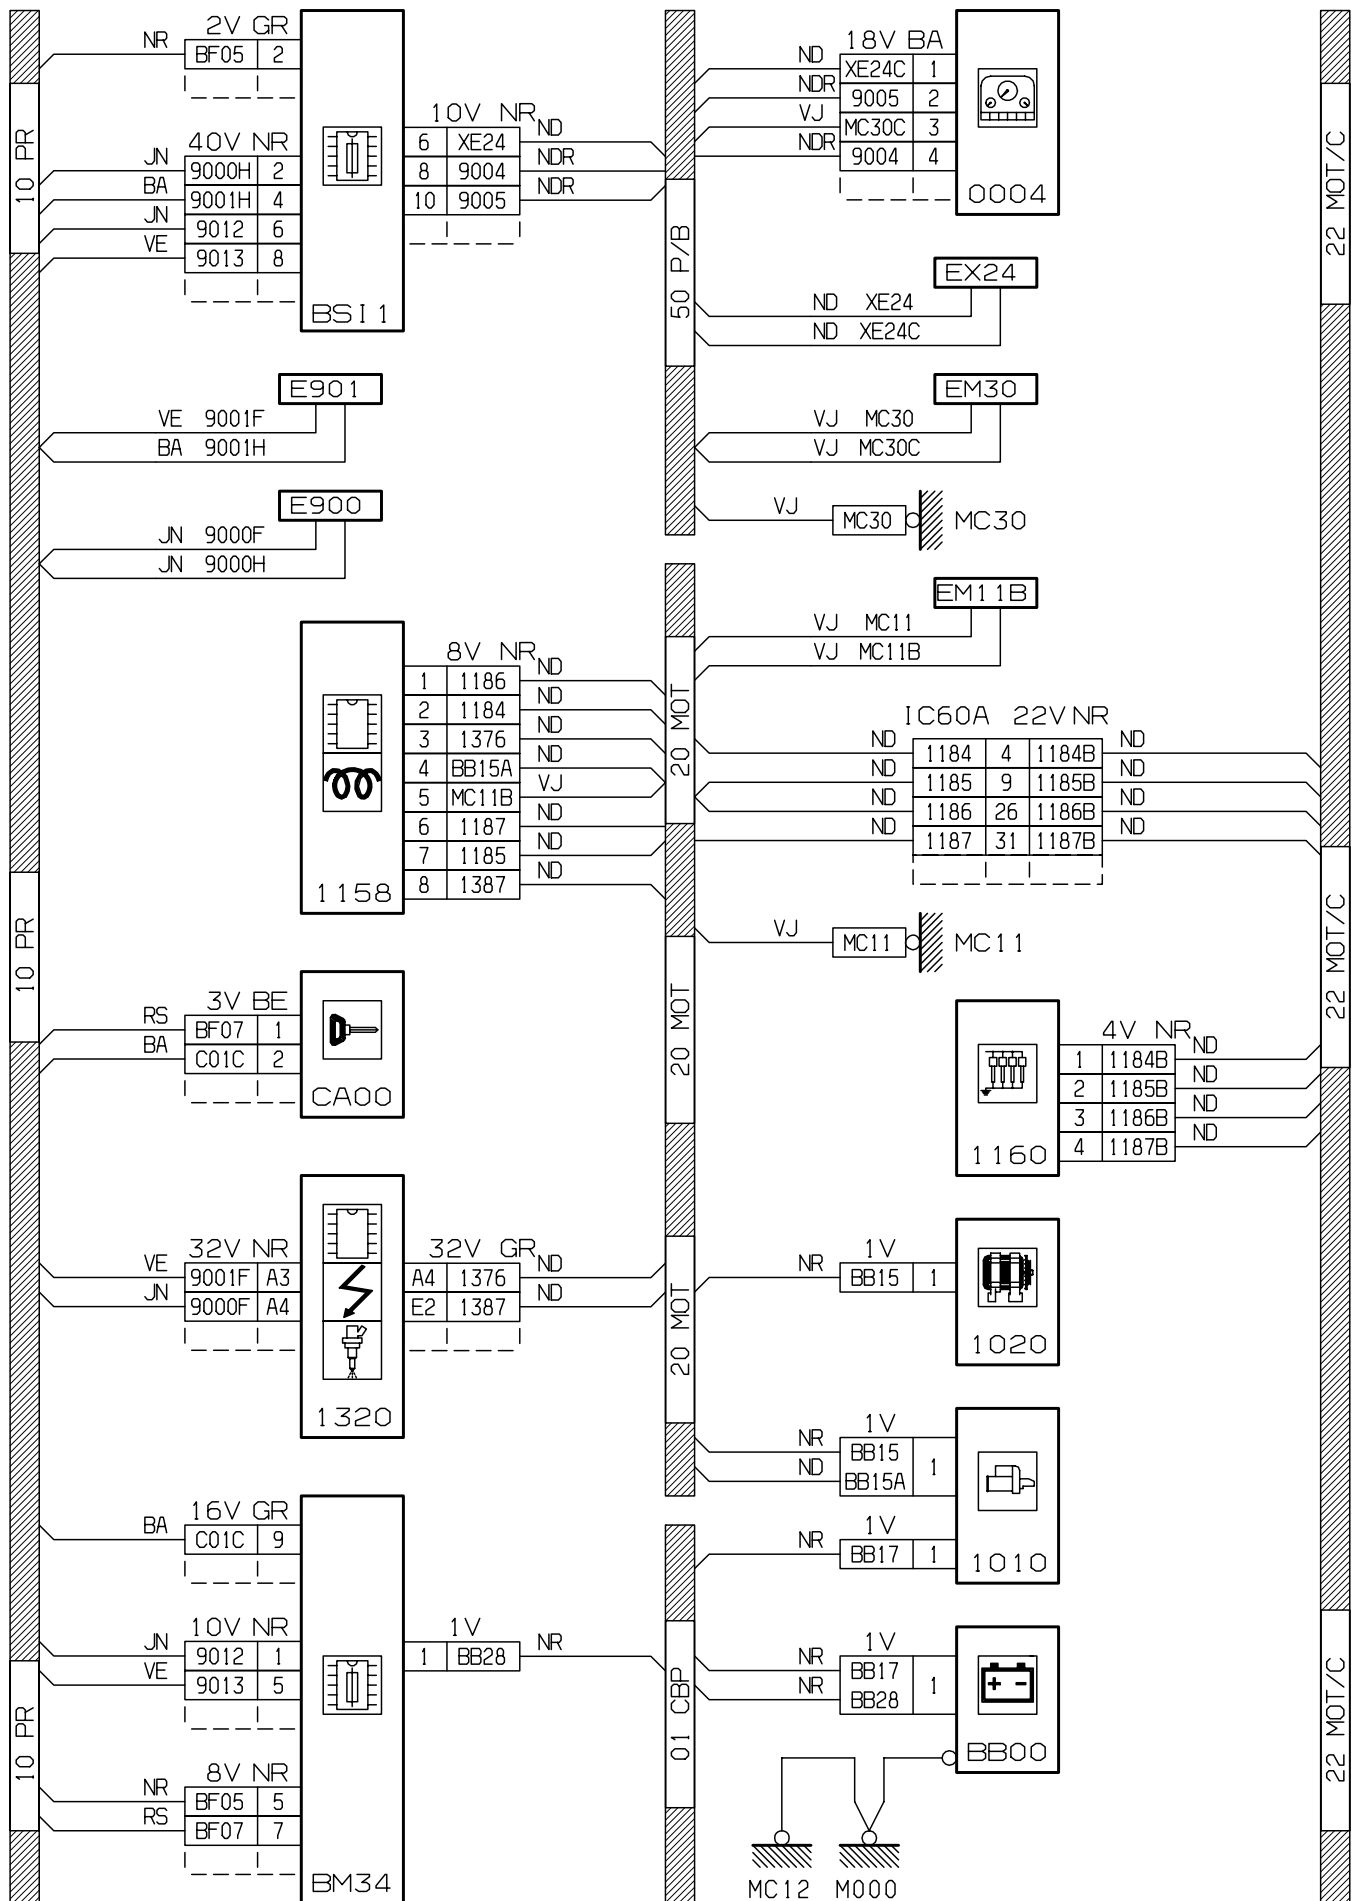 2V GR
NR BF05 2
40V NR
JN 9000H 2
BA 9001H 4
JN 9012 6
VE 9013 8
10V NR
6 XE24 ND
8 9004 NDR
10 9005 NDR
BSI1
10 PR
E901
VE 9001F
BA 9001H
E900
JN 9000F
JN 9000H
8V NR
1 1186 ND
2 1184 ND
3 1376 ND
4 BB15A ND
5 MC11B VJ
6 1187 ND
7 1185 ND
8 1387 ND
1158
10 PR
3V BE
RS BF07 1
BA C01C 2
CA00
32V NR
VE 9001F A3
JN 9000F A4
32V GR
A4 1376 ND
E2 1387 ND
1320
16V GR
BA C01C 9
10V NR
JN 9012 1
VE 9013 5
1V
1 BB28 NR
8V NR
NR BF05 5
RS BF07 7
BM34
10 PR
18V BA
ND XE24C 1
NDR 9005 2
VJ MC30C 3
NDR 9004 4
0004
50 P/B
EX24
ND XE24
ND XE24C
EM30
VJ MC30
VJ MC30C
VJ MC30 MC30
EM11B
VJ MC11
VJ MC11B
20 MOT
IC60A 22V NR
ND 1184 4 1184B ND
ND 1185 9 1185B ND
ND 1186 26 1186B ND
ND 1187 31 1187B ND
VJ MC11 MC11
20 MOT
4V NR
1 1184B ND
2 1185B ND
3 1186B ND
4 1187B ND
1160
20 MOT
1V
NR BB15 1
1020
1V
NR BB15
ND BB15A 1
1V
NR BB17 1
1010
01 CBP
1V
NR BB17
NR BB28 1
BB00
MC12 M000
22 MOT/C
22 MOT/C
22 MOT/C